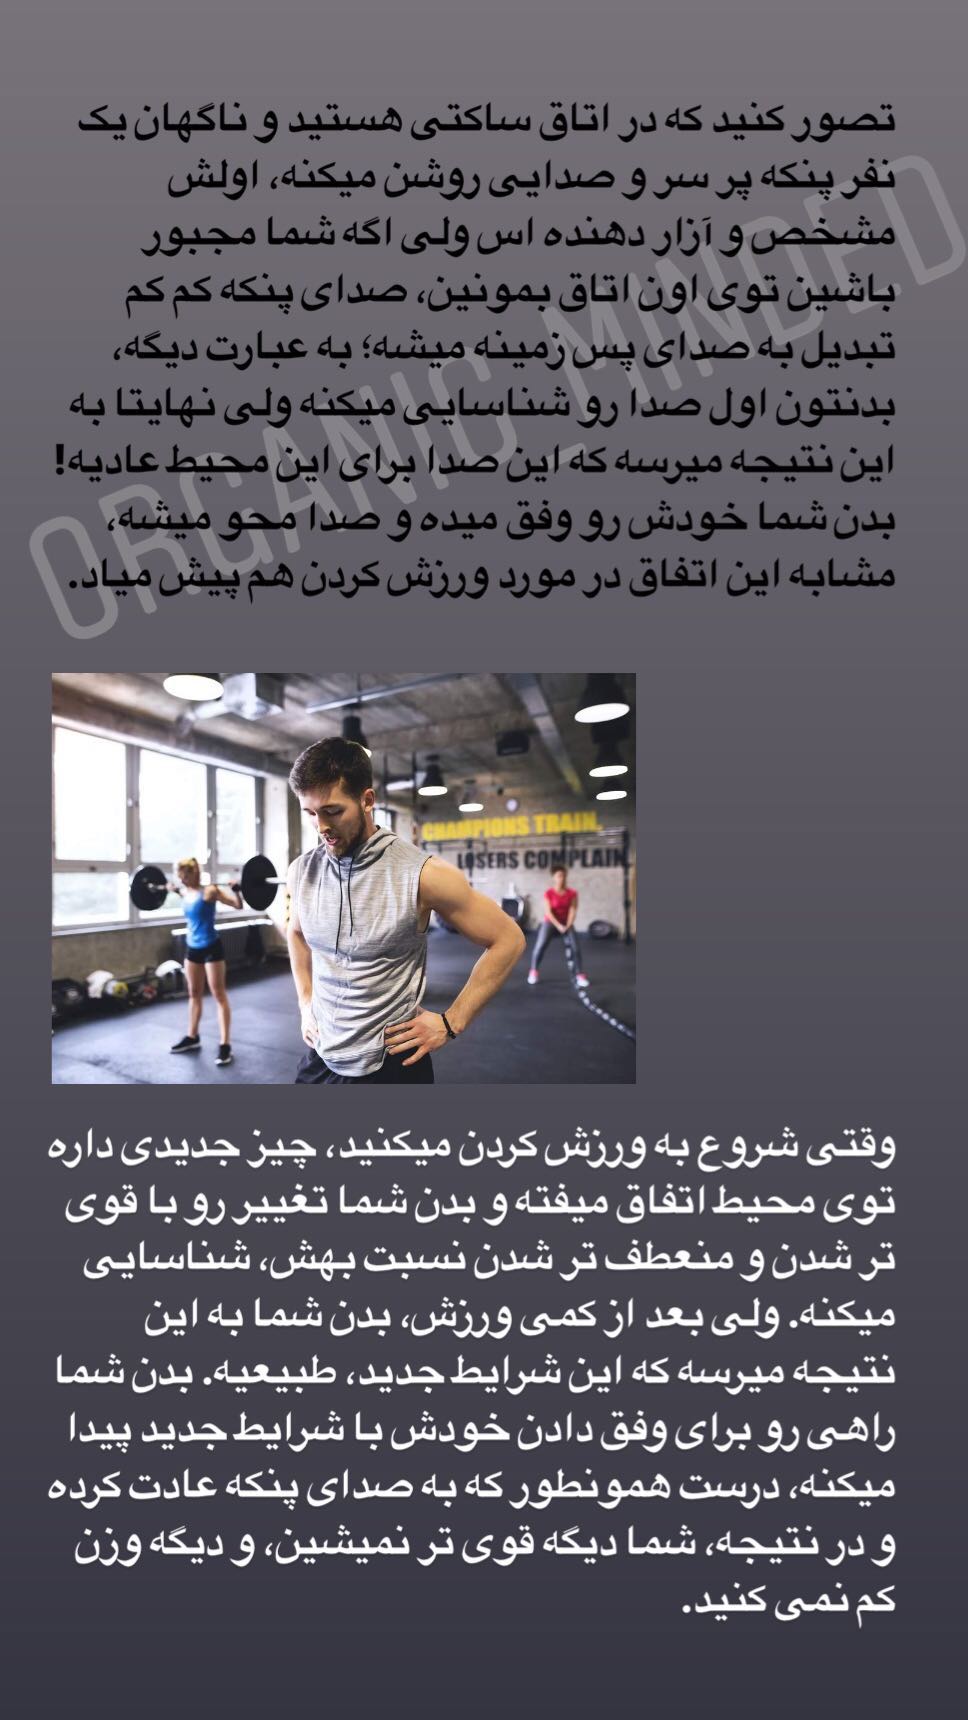 تصور کنید که در اتاق ساکتی هستید و ناگهان یک
نفر پنکه پر سر و صدایی روشن میکنه، اولش
مشخص و آزار دهنده اس ولی اگه شما مجبور
باشین توی اون اتاق بمونین، صدای پنکه کم کم
تبدیل به صدای پس زمینه میشه؛ به عبارت دیگه،
بدنتون اول صدا رو شناسایی میکنه ولی نهایتا به
این نتیجه میرسه که این صدا برای این محیط عادیه!
بدن شما خودش رو وفق میده و صدا محو میشه،
مشابه این اتفاق در مورد ورزش کردن هم پیش میاد.
ORGANIC_MINDED
CHAMPIONS TRAIN,
LOSERS COMPLAIN
وقتی شروع به ورزش کردن میکنید، چیز جدیدی داره
توی محیط اتفاق میفته و بدن شما تغییر رو با قوی
تر شدن و منعطف تر شدن نسبت بهش، شناسایی
میکنه. ولی بعد از کمی ورزش، بدن شما به این
نتیجه میرسه که این شرایط جدید، طبیعیه. بدن شما
راهی رو برای وفق دادن خودش با شرایط جدید پیدا
میکنه، درست همونطور که به صدای پنکه عادت کرده
و در نتیجه، شما دیگه قوی تر نمیشین، و دیگه وزن
کم نمی کنید.